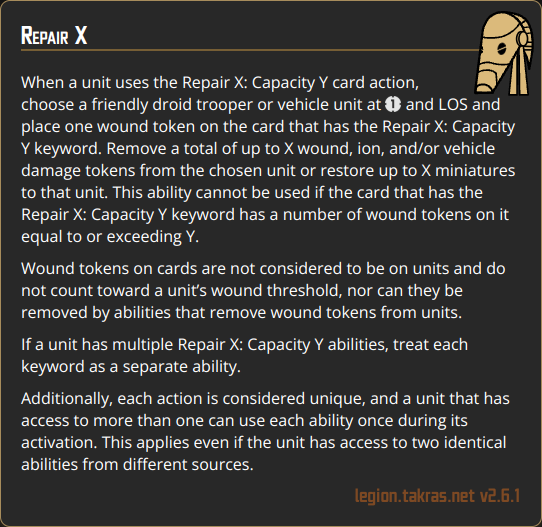 Repair X
When a unit uses the Repair X: Capacity Y card action,
choose a friendly droid trooper or vehicle unit at 1 and LOS and
place one wound token on the card that has the Repair X: Capacity
Y keyword. Remove a total of up to X wound, ion, and/or vehicle
damage tokens from the chosen unit or restore up to X miniatures
to that unit. This ability cannot be used if the card that has the
Repair X: Capacity Y keyword has a number of wound tokens on it
equal to or exceeding Y.
Wound tokens on cards are not considered to be on units and do
not count toward a unit’s wound threshold, nor can they be
removed by abilities that remove wound tokens from units.
If a unit has multiple Repair X: Capacity Y abilities, treat each
keyword as a separate ability.
Additionally, each action is considered unique, and a unit that has
access to more than one can use each ability once during its
activation. This applies even if the unit has access to two identical
abilities from different sources.
legion.takras.net v2.6.1